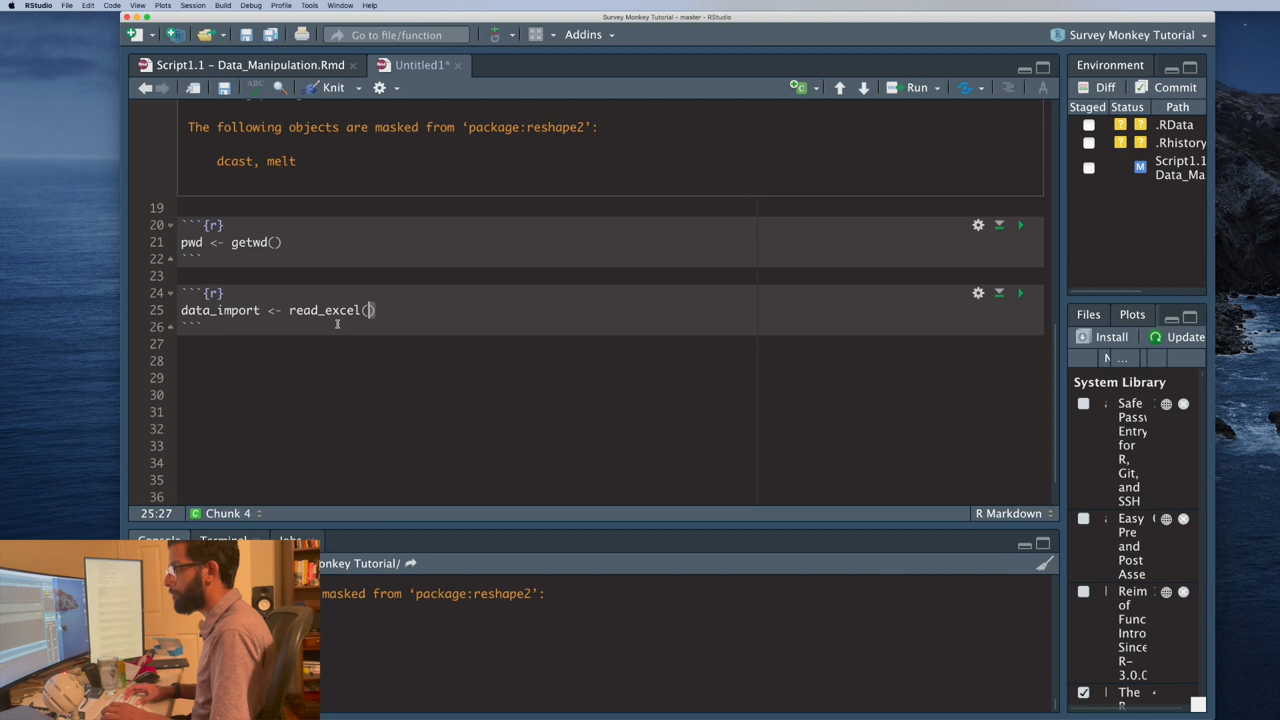 RStudio File Edit Code View Plots Session Build Debug Profile Tools Window Help
Survey Monkey Tutorial - master - RStudio
Go to file/function Addins Survey Monkey Tutorial
Script1.1 - Data_Manipulation.Rmd Untitled1*
ABC Knit Run
The following objects are masked from ‘package:reshape2’:
dcast, melt
19
20 ```{r}
21 pwd <- getwd()
22 ```
23
24 ```{r}
25 data_import <- read_excel()
26 ```
27
28
29
30
31
32
33
34
35
36
25:27 Chunk 4 R Markdown
Console Terminal Jobs
nkey Tutorial/
masked from ‘package:reshape2’:
Environment
Diff Commit
Staged Status Path
? ? .RData
? ? .Rhistory
M Script1.1
Data_Ma
Files Plots
Install Update
N ...
System Library
Safe
Passv
Entry
for
R,
Git,
and
SSH
Easy
Pre
and
Post
Asse
Reim
of
Func
Intro
Since
R-
3.0.0
The